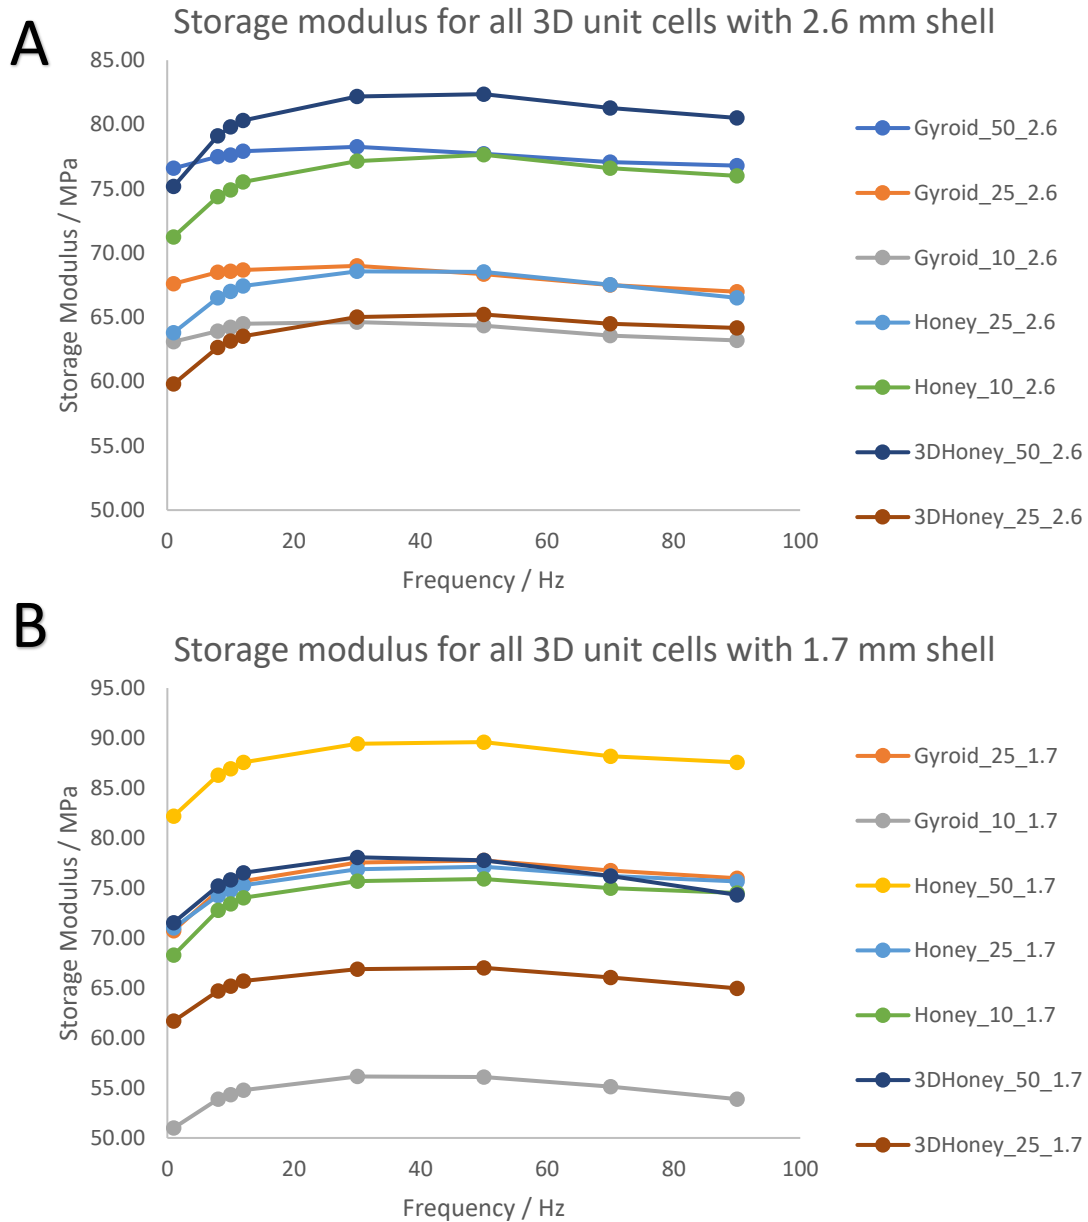 A
Storage modulus for all 3D unit cells with 2.6 mm shell
85.00
80.00
75.00
70.00
65.00
60.00
55.00
50.00
Storage Modulus / MPa
0
20
40
60
80
100
Frequency / Hz
Gyroid_50_2.6
Gyroid_25_2.6
Gyroid_10_2.6
Honey_25_2.6
Honey_10_2.6
3DHoney_50_2.6
3DHoney_25_2.6
B
Storage modulus for all 3D unit cells with 1.7 mm shell
95.00
90.00
85.00
80.00
75.00
70.00
65.00
60.00
55.00
50.00
Storage Modulus / MPa
0
20
40
60
80
100
Frequency / Hz
Gyroid_25_1.7
Gyroid_10_1.7
Honey_50_1.7
Honey_25_1.7
Honey_10_1.7
3DHoney_50_1.7
3DHoney_25_1.7